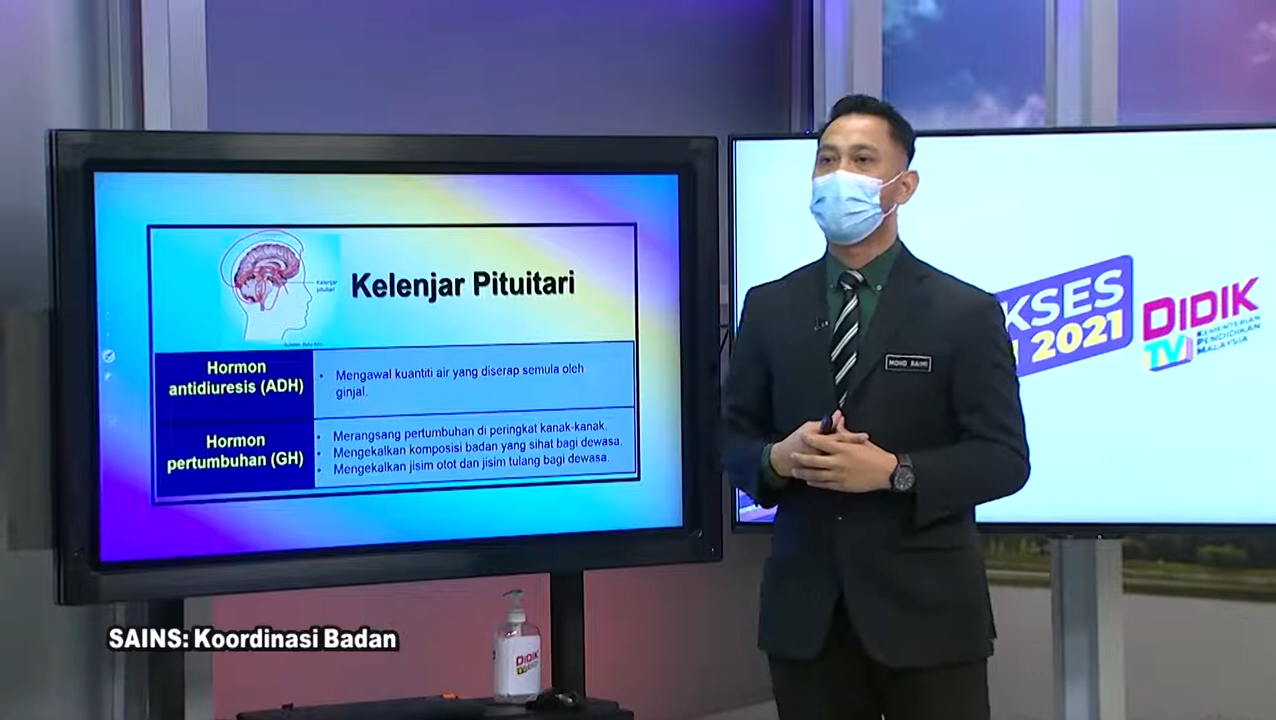 Kelenjar
pituitari
Kelenjar Pituitari
Hormon
antidiuresis (ADH)
• Mengawal kuantiti air yang diserap semula oleh
ginjal.
Hormon
pertumbuhan (GH)
• Merangsang pertumbuhan di peringkat kanak-kanak.
• Mengekalkan komposisi badan yang sihat bagi dewasa.
• Mengekalkan jisim otot dan jisim tulang bagi dewasa.
KSES
2021
DIDIK
TV
KEMENTERIAN
PENDIDIKAN
MALAYSIA
MOHD RAIMI
SAINS: Koordinasi Badan
DIDIK
TV